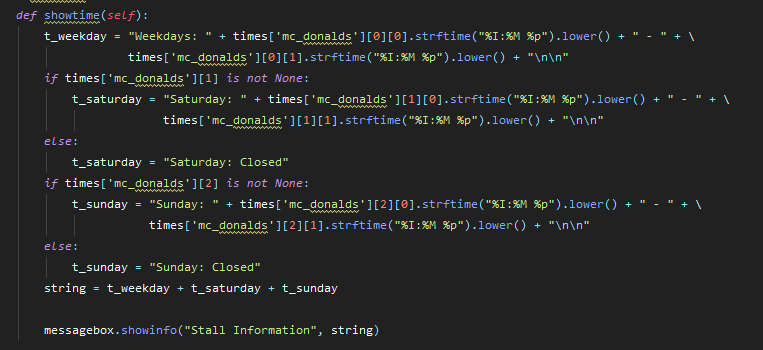 def showtime(self):
    t_weekday = "Weekdays: " + times['mc_donalds'][0][0].strftime("%I:%M %p").lower() + " - " + \
                times['mc_donalds'][0][1].strftime("%I:%M %p").lower() + "\n\n"
    if times['mc_donalds'][1] is not None:
        t_saturday = "Saturday: " + times['mc_donalds'][1][0].strftime("%I:%M %p").lower() + " - " + \
                     times['mc_donalds'][1][1].strftime("%I:%M %p").lower() + "\n\n"
    else:
        t_saturday = "Saturday: Closed"
    if times['mc_donalds'][2] is not None:
        t_sunday = "Sunday: " + times['mc_donalds'][2][0].strftime("%I:%M %p").lower() + " - " + \
                   times['mc_donalds'][2][1].strftime("%I:%M %p").lower() + "\n\n"
    else:
        t_sunday = "Sunday: Closed"
    string = t_weekday + t_saturday + t_sunday

    messagebox.showinfo("Stall Information", string)